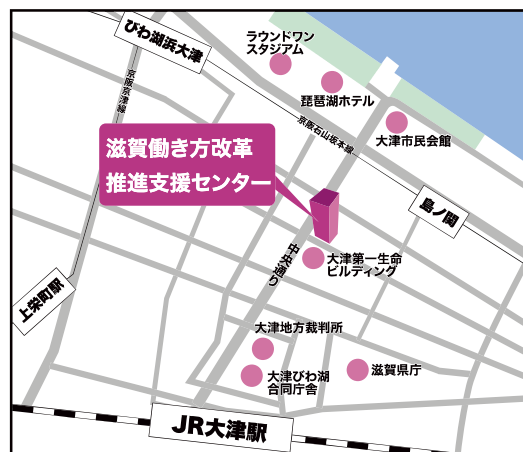 びわ湖浜大津
ラウンドワン
スタジアム
琵琶湖ホテル
大津市民会館
京阪京津線
京阪石山坂本線
滋賀働き方改革
推進支援センター
島ノ関
上栄町駅
中央通り
大津第一生命
ビルディング
大津地方裁判所
大津びわ湖
合同庁舎
滋賀県庁
JR大津駅